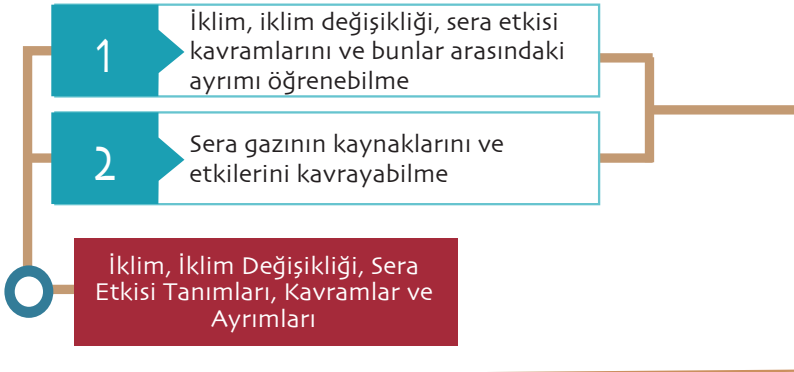 1
İklim, iklim değişikliği, sera etkisi
kavramlarını ve bunlar arasındaki
ayrımı öğrenebilme
2
Sera gazının kaynaklarını ve
etkilerini kavrayabilme
İklim, İklim Değişikliği, Sera
Etkisi Tanımları, Kavramlar ve
Ayrımları